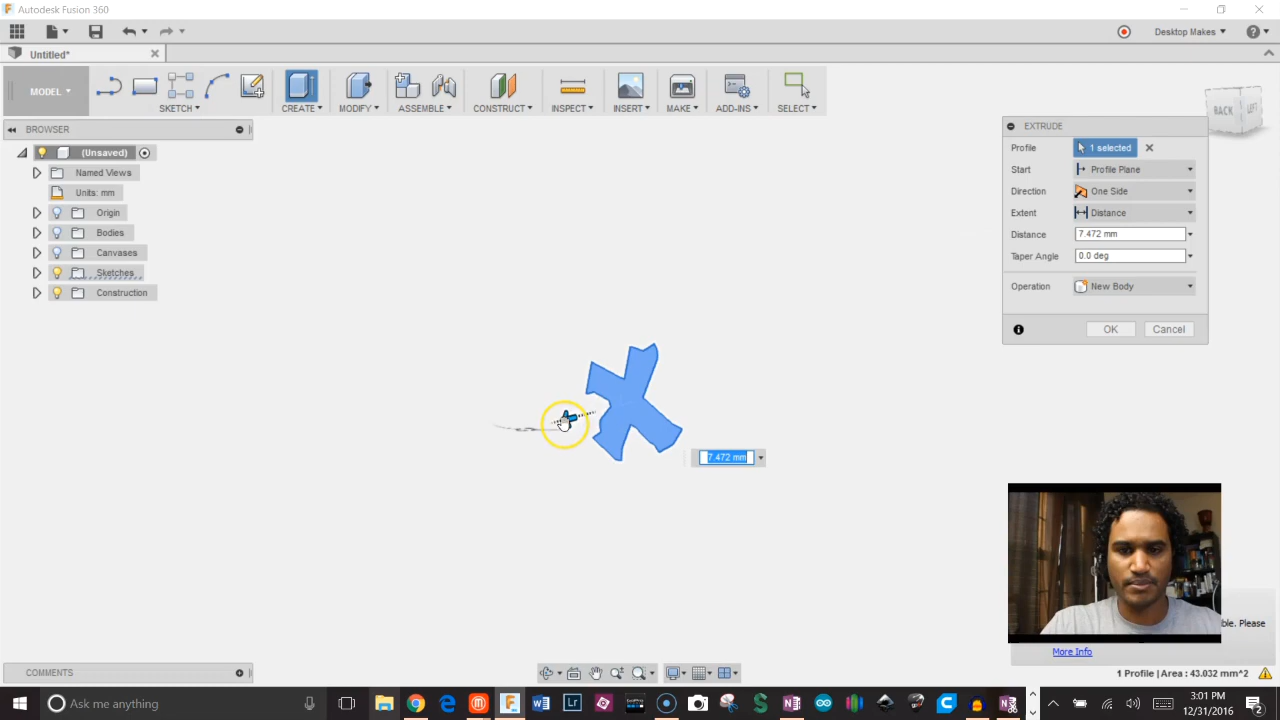 Autodesk Fusion 360
Desktop Makes
Untitled*
MODEL
SKETCH
CREATE
MODIFY
ASSEMBLE
CONSTRUCT
INSPECT
INSERT
MAKE
ADD-INS
SELECT
BACK
LEFT
BROWSER
(Unsaved)
Named Views
Units: mm
Origin
Bodies
Canvases
Sketches
Construction
EXTRUDE
Profile
1 selected
Start
Profile Plane
Direction
One Side
Extent
Distance
Distance
7.472 mm
Taper Angle
0.0 deg
Operation
New Body
OK
Cancel
7.472 mm
ble. Please
More Info
COMMENTS
1 Profile | Area : 43.032 mm^2
Ask me anything
3:01 PM
12/31/2016